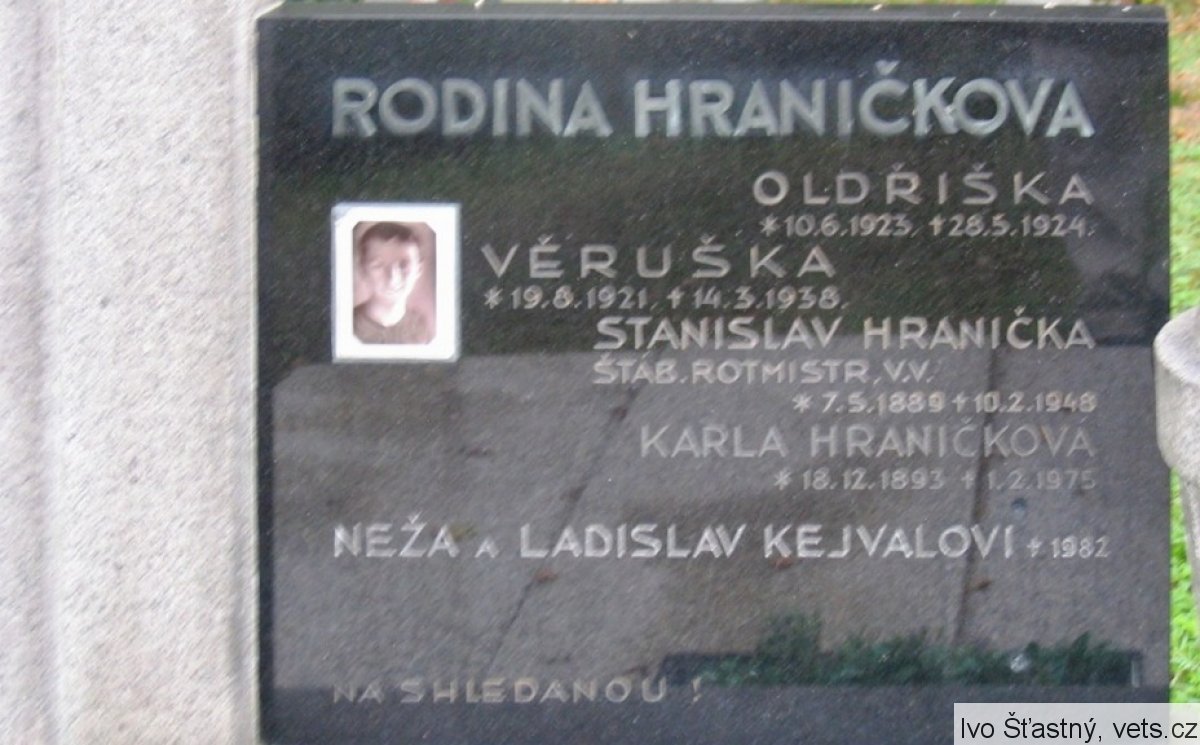 RODINA HRANIČKOVA
OLDŘIŠKA
*10.6.1923. †28.5.1924.
VĚRUŠKA
* 19.8.1921. † 14.3.1938.
STANISLAV HRANIČKA
ŠTÁB. ROTMISTR. V.V.
* 7.5.1889 † 10.2.1948
KARLA HRANIČKOVÁ
* 18.12.1893 † 1.2.1975
NEŽA A LADISLAV KEJVALOVI † 1982
NA SHLEDANOU !
Ivo Šťastný, vets.cz